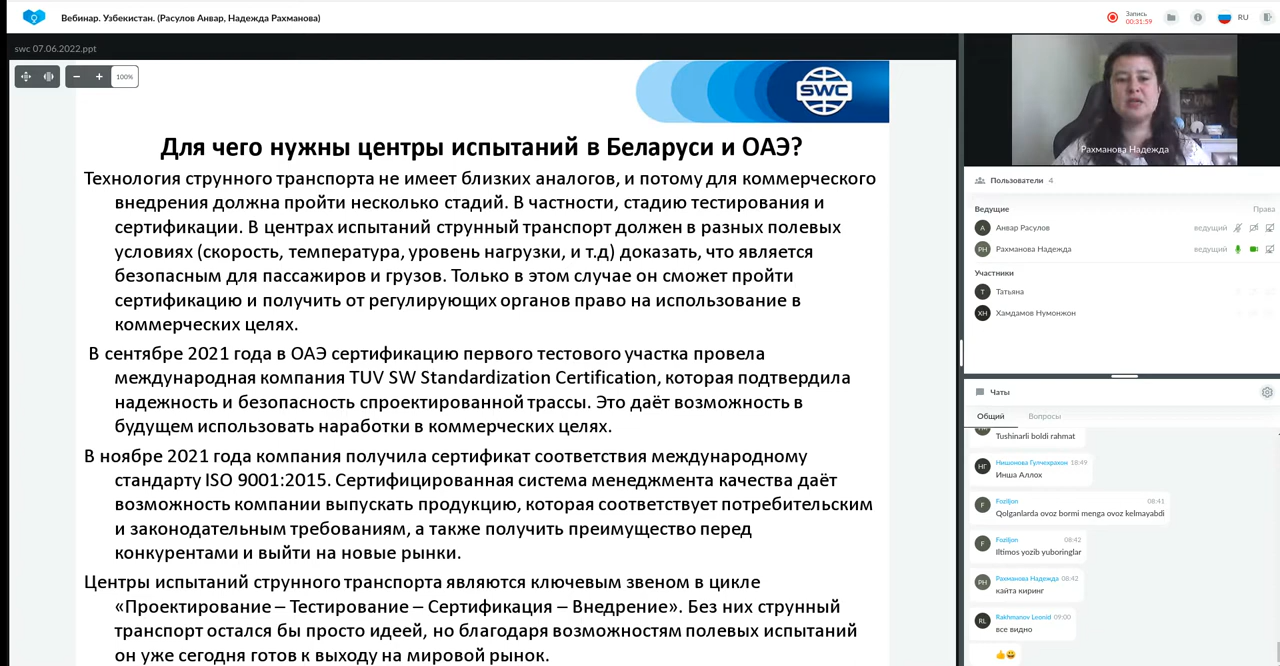 Вебинар. Узбекистан. (Расулов Анвар, Надежда Рахманова)
Запись
00:31:59
RU
swc 07.06.2022.ppt
100%
SWC
Для чего нужны центры испытаний в Беларуси и ОАЭ?
Технология струнного транспорта не имеет близких аналогов, и потому для коммерческого
внедрения должна пройти несколько стадий. В частности, стадию тестирования и
сертификации. В центрах испытаний струнный транспорт должен в разных полевых
условиях (скорость, температура, уровень нагрузки, и т.д) доказать, что является
безопасным для пассажиров и грузов. Только в этом случае он сможет пройти
сертификацию и получить от регулирующих органов право на использование в
коммерческих целях.
В сентябре 2021 года в ОАЭ сертификацию первого тестового участка провела
международная компания TUV SW Standardization Certification, которая подтвердила
надежность и безопасность спроектированной трассы. Это даёт возможность в
будущем использовать наработки в коммерческих целях.
В ноябре 2021 года компания получила сертификат соответствия международному
стандарту ISO 9001:2015. Сертифицированная система менеджмента качества даёт
возможность компании выпускать продукцию, которая соответствует потребительским
и законодательным требованиям, а также получить преимущество перед
конкурентами и выйти на новые рынки.
Центры испытаний струнного транспорта являются ключевым звеном в цикле
«Проектирование – Тестирование – Сертификация – Внедрение». Без них струнный
транспорт остался бы просто идеей, но благодаря возможностям полевых испытаний
он уже сегодня готов к выходу на мировой рынок.
Рахманова Надежда
Пользователи 4
Ведущие Права
А Анвар Расулов ведущий
РН Рахманова Надежда ведущий
Участники
Т Татьяна
ХН Хамдамов Нумонжон
Чаты
Общий Вопросы
Tushinarli boldi rahmat
НГ Нишонова Гулчехрахон 18:49
Инша Аллох
F Foziljon 08:41
Qolganlarda ovoz bormi menga ovoz kelmayabdi
F Foziljon 08:42
Iltimos yozib yuboringlar
РН Рахманова Надежда 08:42
кайта киринг
RL Rakhmanov Leonid 09:00
все видно